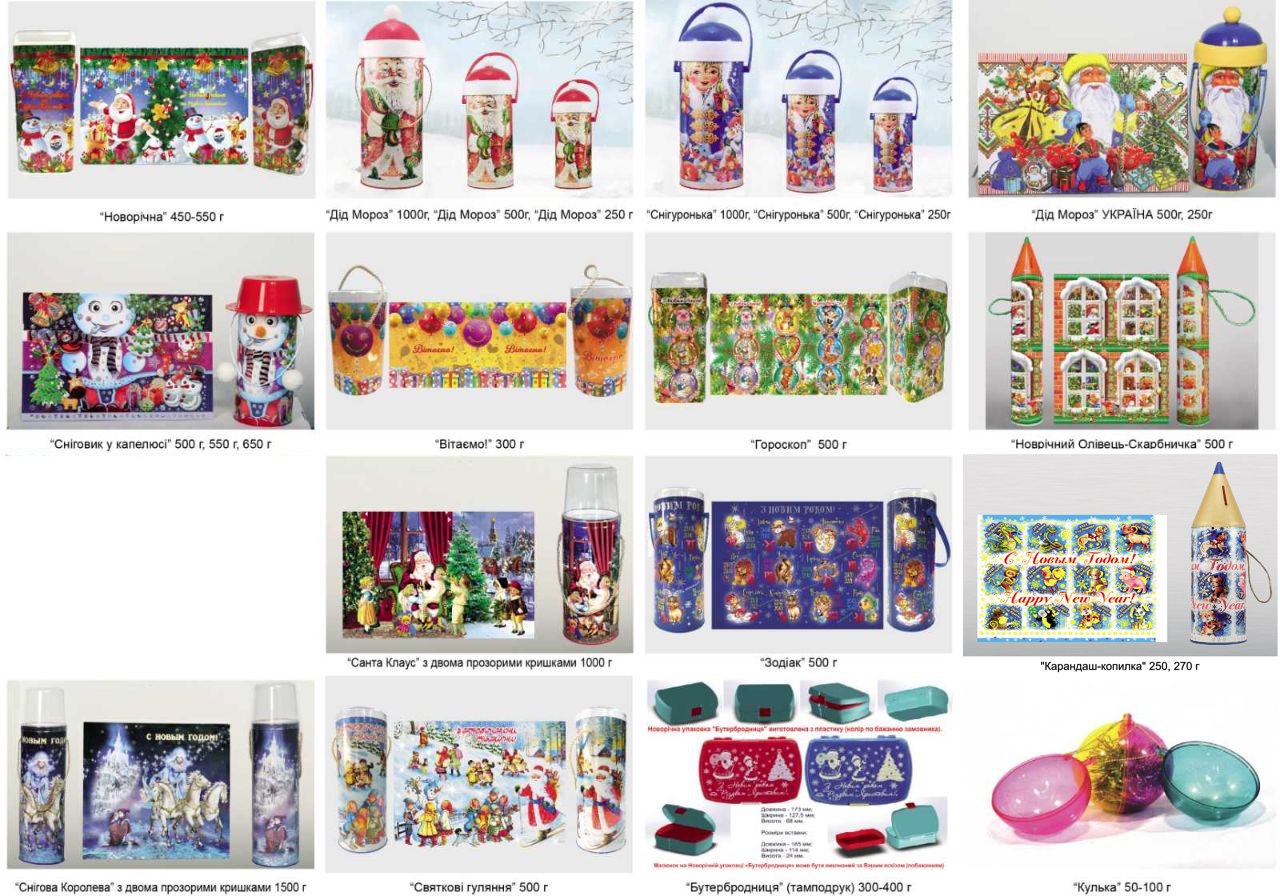 “Новорічна” 450-550 г
“Дід Мороз” 1000г, “Дід Мороз” 500г, “Дід Мороз” 250 г
“Снігуронька” 1000г, “Снігуронька” 500г, “Снігуронька” 250г
“Дід Мороз” УКРАЇНА 500г, 250г
Вітаємо! Вітаємо!
“Сніговик у капелюсі” 500 г, 550 г, 650 г
“Вітаємо!” 300 г
“Гороскоп” 500 г
“Новрічний Олівець-Скарбничка” 500 г
З НОВИМ РОКОМ!
С Новым Годом!
Happy New Year!
“Санта Клаус” з двома прозорими кришками 1000 г
“Зодіак” 500 г
"Карандаш-копилка" 250, 270 г
С НОВЫМ ГОДОМ!
Новорічна упаковка "Бутербродниця" виготовлена з пластику (колір по бажанню замовника).
Довжина - 173 мм;
Ширина - 127,5 мм;
Висота - 68 мм.
Розміри вставки:
Довжина - 165 мм;
Ширина - 114 мм;
Висота - 24 мм.
Малюнок на Новорічній упаковці «Бутербродниця» може бути виконаний за Вашим ескізом (побажанням)
“Снігова Королева” з двома прозорими кришками 1500 г
“Святкові гуляння” 500 г
“Бутербродниця” (тамподрук) 300-400 г
“Кулька” 50-100 г